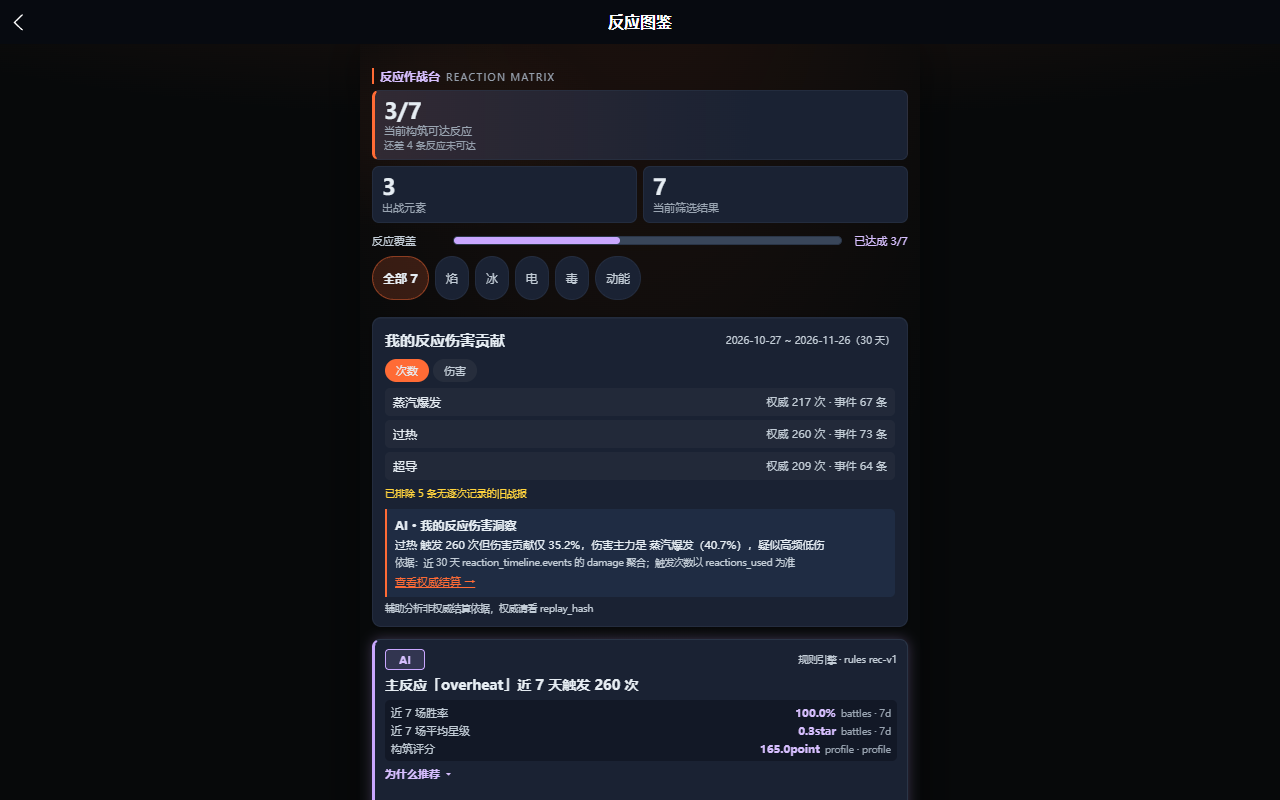 反应图鉴
反应作战台 REACTION MATRIX
3/7
当前构筑可达反应
还差 4 条反应未可达
3
出战元素
7
当前筛选结果
反应覆盖 已达成 3/7
全部 7 焰 冰 电 毒 动能
我的反应伤害贡献 2026-10-27 ~ 2026-11-26（30 天）
次数 伤害
蒸汽爆发 权威 217 次 · 事件 67 条
过热 权威 260 次 · 事件 73 条
超导 权威 209 次 · 事件 64 条
已排除 5 条无逐次记录的旧战报
AI · 我的反应伤害洞察
过热 触发 260 次但伤害贡献仅 35.2%，伤害主力是 蒸汽爆发（40.7%），疑似高频低伤
依据：近 30 天 reaction_timeline.events 的 damage 聚合；触发次数以 reactions_used 为准
查看权威结算 →
辅助分析非权威结算依据，权威请看 replay_hash
AI 规则引擎 · rules rec-v1
主反应「overheat」近 7 天触发 260 次
近 7 场胜率 100.0% battles · 7d
近 7 场平均星级 0.3star battles · 7d
构筑评分 165.0point profile · profile
为什么推荐